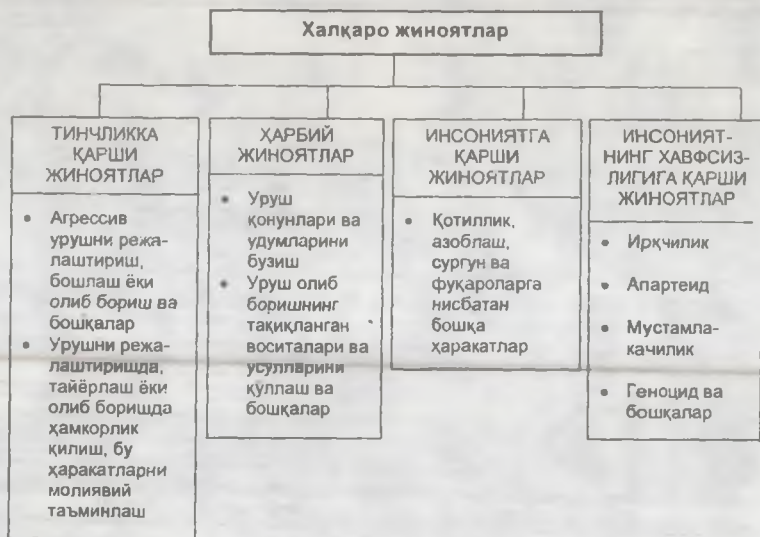 Халқаро жиноятлар
ТИНЧЛИККА
ҚАРШИ
ЖИНОЯТЛАР
• Агрессив
урушни режа-
лаштириш,
бошлаш ёки
олиб бориш ва
бошқалар
• Урушни режа-
лаштиришда,
тайёрлаш ёки
олиб боришда
ҳамкорлик
қилиш, бу
ҳаракатларни
молиявий
таъминлаш
ҲАРБИЙ
ЖИНОЯТЛАР
• Уруш
қонунлари ва
удумларини
бузиш
• Уруш олиб
боришнинг
тақиқланган
воситалари ва
усулларини
қуллаш ва
бошқалар
ИНСОНИЯТГА
ҚАРШИ
ЖИНОЯТЛАР
• Қотиллик,
азоблаш,
сургун ва
фуқароларга
нисбатан
бошқа
ҳаракатлар
ИНСОНИЯТ-
НИНГ ХАВФСИЗ-
ЛИГИГА ҚАРШИ
ЖИНОЯТЛАР
• Ирқчилик
• Апартеид
• Мустамла-
качилик
• Геноцид ва
бошқалар